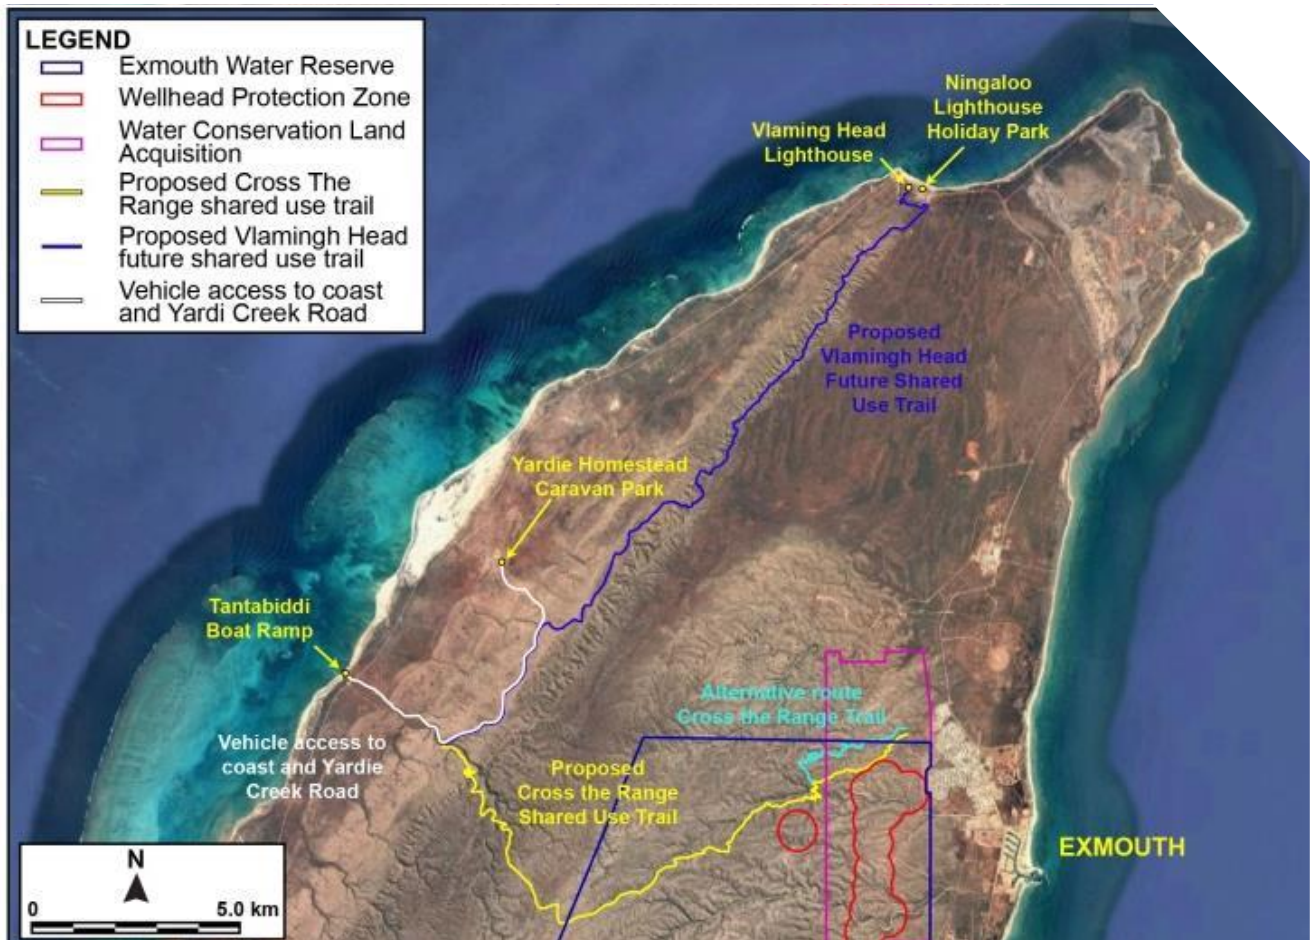 LEGEND
Exmouth Water Reserve
Wellhead Protection Zone
Water Conservation Land
Acquisition
Proposed Cross The
Range shared use trail
Proposed Vlamingh Head
future shared use trail
Vehicle access to coast
and Yardi Creek Road
Ningaloo
Lighthouse
Holiday Park
Vlaming Head
Lighthouse
Proposed
Vlamingh Head
Future Shared
Use Trail
Yardie Homestead
Caravan Park
Tantabiddi
Boat Ramp
Alternative route
Cross the Range Trail
Vehicle access to
coast and Yardie
Creek Road
Proposed
Cross the Range
Shared Use Trail
EXMOUTH
N
0 5.0 km